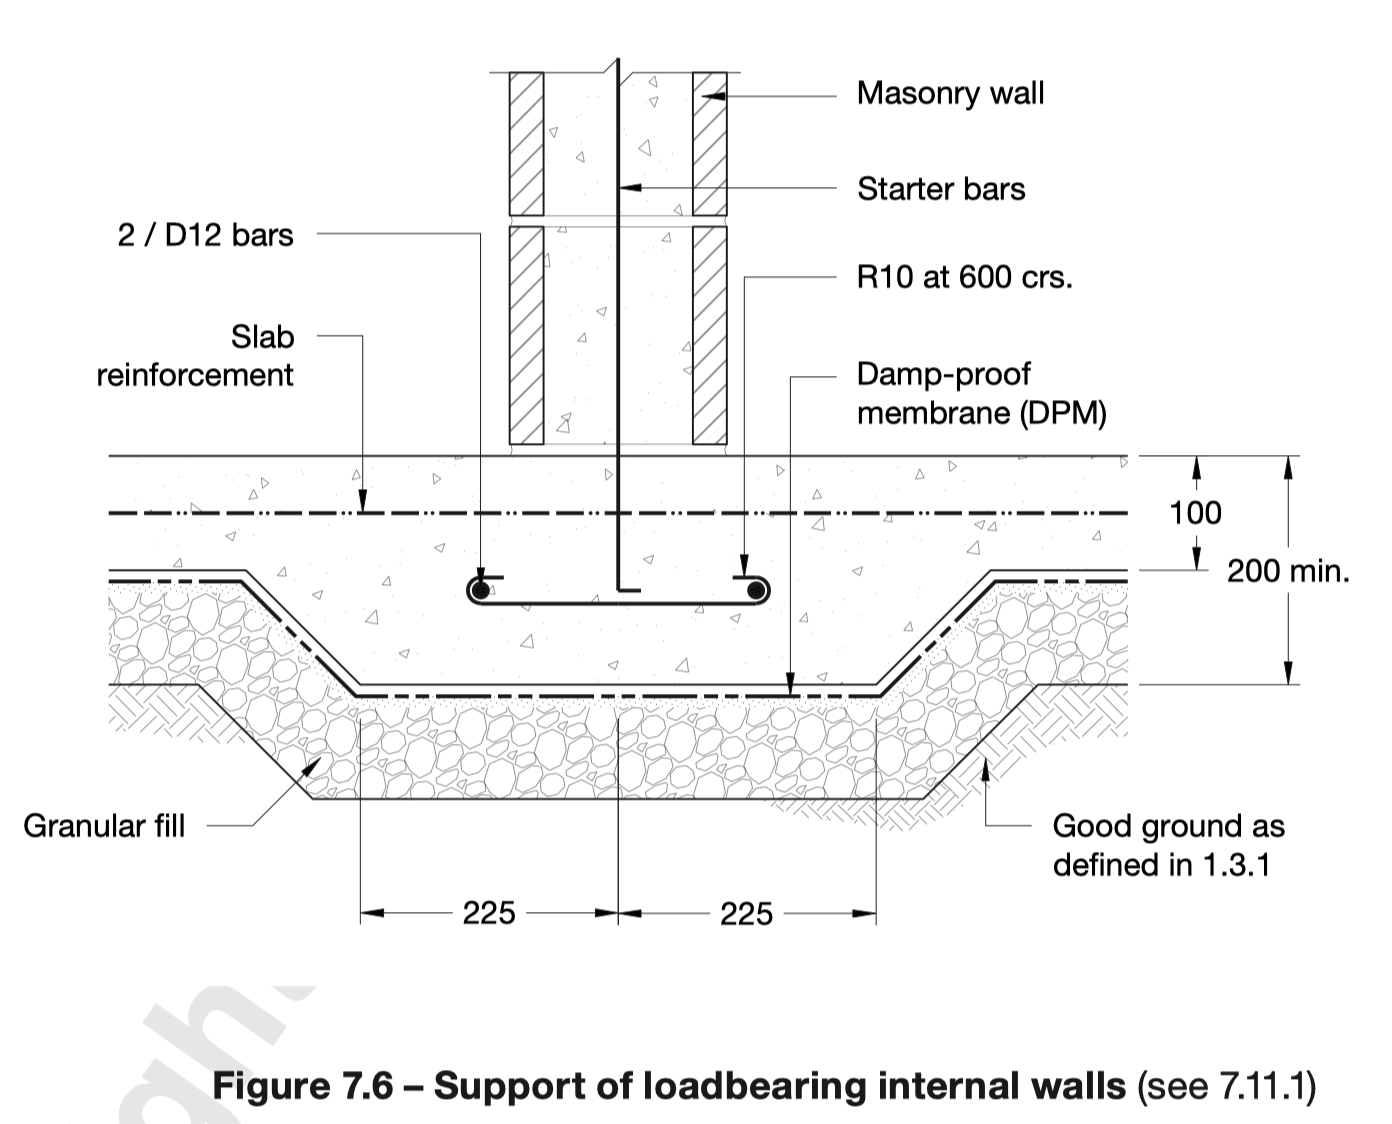 Masonry wall
Starter bars
2 / D12 bars
R10 at 600 crs.
Slab
reinforcement
Damp-proof
membrane (DPM)
100
200 min.
Granular fill
Good ground as
defined in 1.3.1
225
225
Figure 7.6 – Support of loadbearing internal walls (see 7.11.1)